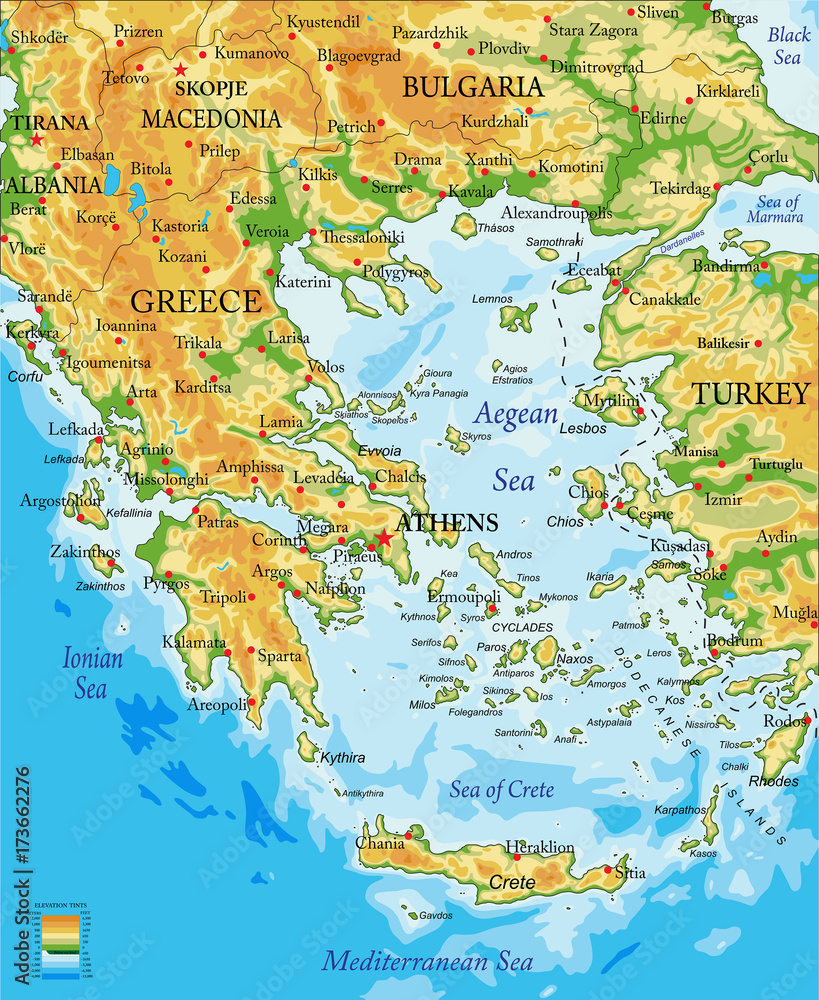 Shkodër
Prizren
Kyustendil
Pazardzhik
Stara Zagora
Sliven
Burgas
Black
Sea
Tetovo
Kumanovo
Blagoevgrad
Plovdiv
Dimitrovgrad
SKOPJE
MACEDONIA
BULGARIA
Kirklareli
TIRANA
Petrich
Kurdzhali
Edirne
Elbasan
Bitola
Prilep
Çorlu
ALBANIA
Kilkis
Drama
Xanthi
Komotini
Tekirdag
Berat
Korçë
Edessa
Serres
Kavala
Alexandroupolis
Sea of
Marmara
Kastoria
Veroia
Thessaloniki
Thásos
Samothraki
Dardanelles
Vlorë
Kozani
Polygyros
Eceabat
Bandirma
Katerini
Sarandë
GREECE
Lemnos
Canakkale
Kerkyra
Ioannina
Trikala
Larisa
Balikesir
Igoumenitsa
Corfu
Karditsa
Volos
Gioura
Agios
Efstratios
Arta
Alonnisos
Kyra Panagia
Skiathos
Skopelos
Aegean
Sea
Mytilini
Lesbos
TURKEY
Lefkada
Lamia
Skyros
Lefkada
Agrinio
Evvoia
Manisa
Turtuglu
Missolonghi
Amphissa
Levadeia
Chalcis
Argostolion
Kefallinia
Patras
Megara
ATHENS
Chios
Chios
Çesme
Izmir
Corinth
Piraeus
Zakinthos
Zakinthos
Pyrgos
Argos
Nafplion
Tripoli
Andros
Kuşadası
Samos
Söke
Aydin
Kea
Tinos
Ikaria
Ermoupoli
Mykonos
Kythnos
Syros
CYCLADES
Patmos
Muğla
Kalamata
Sparta
Serifos
Paros
Naxos
Leros
Bodrum
Ionian
Sea
Sifnos
Antiparos
Kimolos
Sikinos
Ios
Amorgos
Kalymnos
Kos
Areopoli
Milos
Folegandros
Astypalaia
Nissiros
Rodos
Santorini
Anafi
Tilos
Chalki
Rhodes
DODECANESE
ISLANDS
Kythira
Antikythira
Sea of Crete
Karpathos
Kasos
Chania
Heraklion
Sitia
Crete
Gavdos
Mediterranean Sea
ELEVATION TINTS
Adobe Stock | #173662276